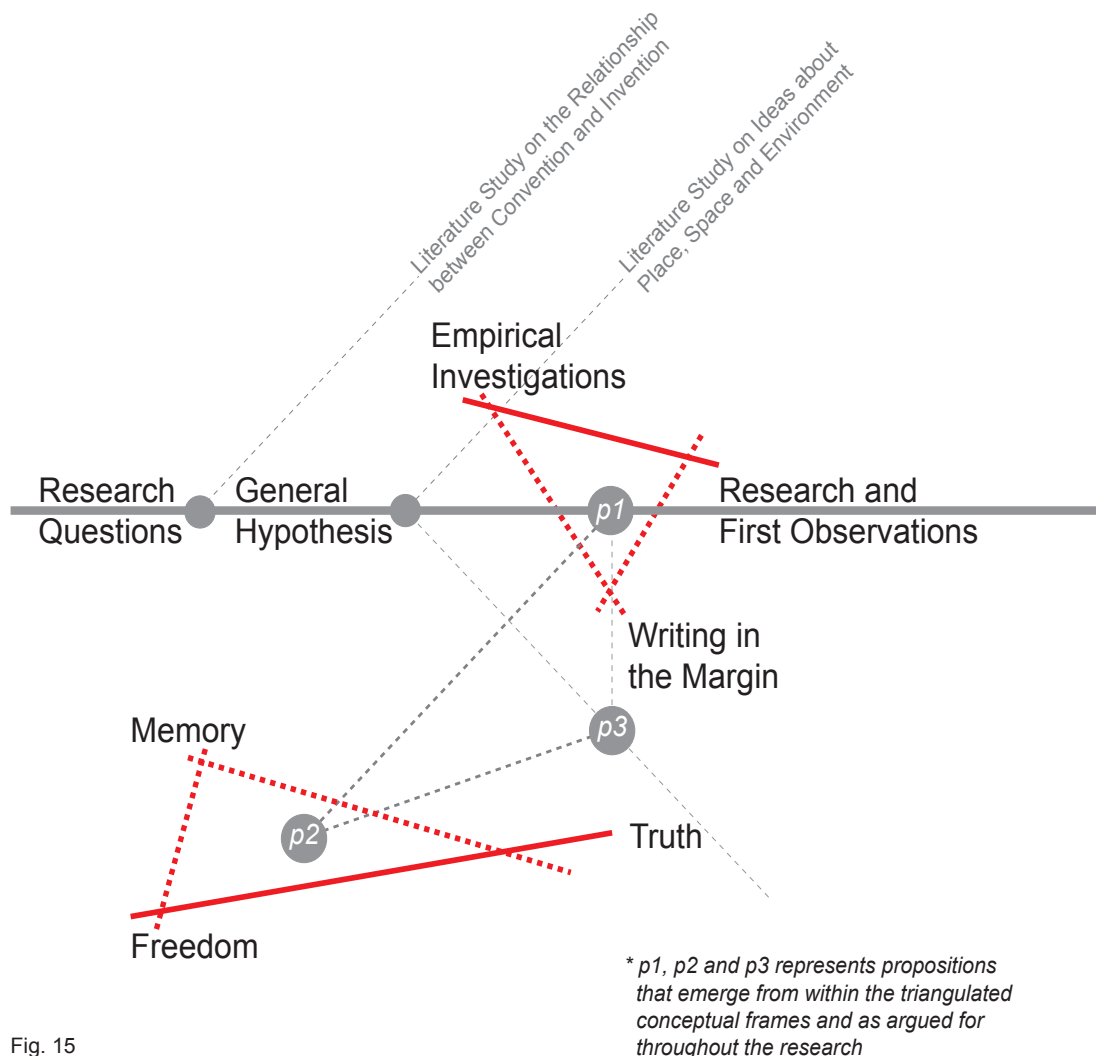 Literature Study on the Relationship
between Convention and Invention
Literature Study on Ideas about
Place, Space and Environment
Empirical
Investigations
Research
Questions
General
Hypothesis
p1
Research and
First Observations
Writing in
the Margin
p3
Memory
p2
Truth
Freedom
* p1, p2 and p3 represents propositions
that emerge from within the triangulated
conceptual frames and as argued for
throughout the research
Fig. 15